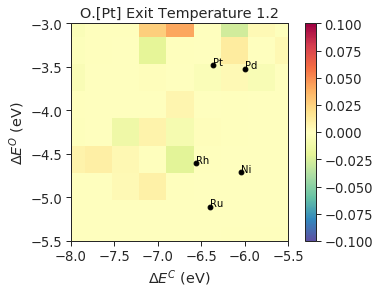 O.[Pt] Exit Temperature 1.2
−3.0
−3.5
−4.0
−4.5
−5.0
−5.5
ΔE^O (eV)
Pt
Pd
Rh
Ni
Ru
−8.0 −7.5 −7.0 −6.5 −6.0 −5.5
ΔE^C (eV)
0.100
0.075
0.050
0.025
0.000
−0.025
−0.050
−0.075
−0.100